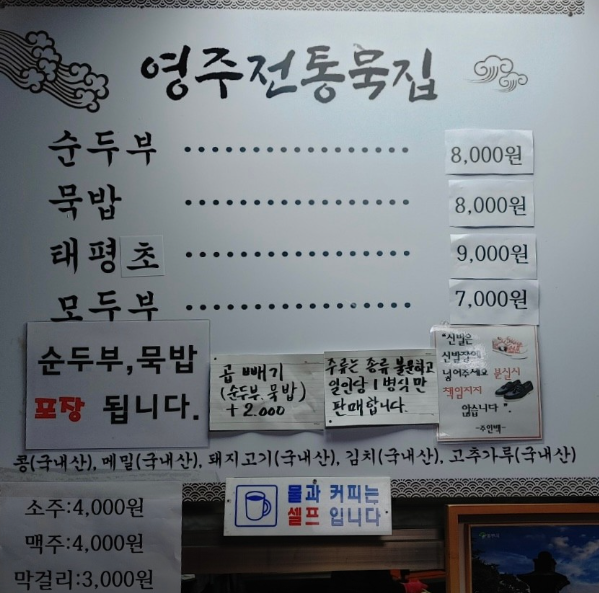 영주전통묵집
순두부 ................. 8,000원
묵밥 ................. 8,000원
태평초 ................. 9,000원
모두부 ................. 7,000원
순두부,묵밥
포장 됩니다.
곱빼기
(순두부, 묵밥)
+2.000
주류는 종류 불문하고
일인당 1병씩만
판매합니다.
"신발은
신발장에
넣어주세요 분실시
책임지지
않습니다"
-주인백-
콩(국내산), 메밀(국내산), 돼지고기(국내산), 김치(국내산), 고추가루(국내산)
소주:4,000원
맥주:4,000원
막걸리:3,000원
물과 커피는
셀프 입니다